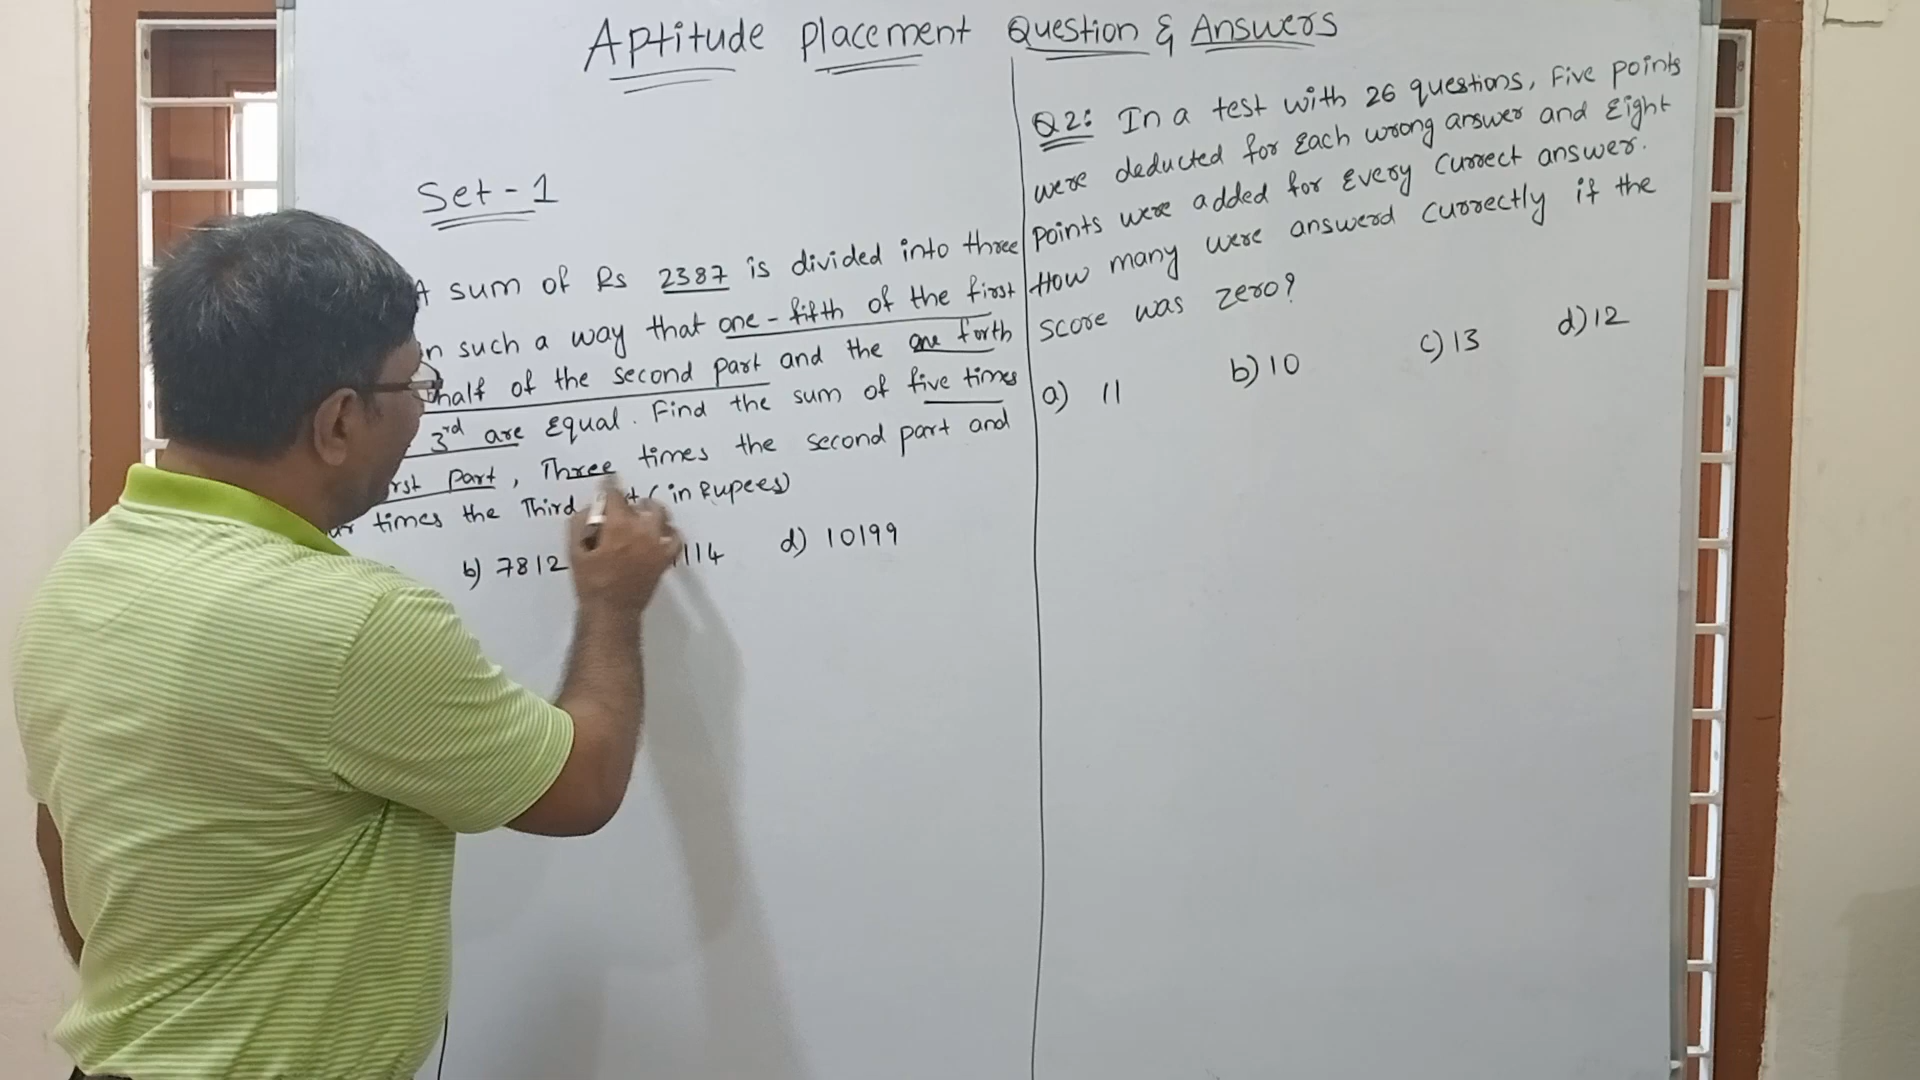 Aptitude Placement Question & Answers
Set - 1
A sum of Rs 2387 is divided into three
in such a way that one - fifth of the first
half of the second part and the one forth
3rd are equal. Find the sum of five times
Part, Three times the second part and
times the Third (in Rupees)
b) 7812 d) 10199
Q2: In a test with 26 questions, Five points
were deducted for each wrong answer and Eight
points were added for Every currect answer.
How many were answerd currectly if the
score was zero?
a) 11 b) 10 c) 13 d) 12